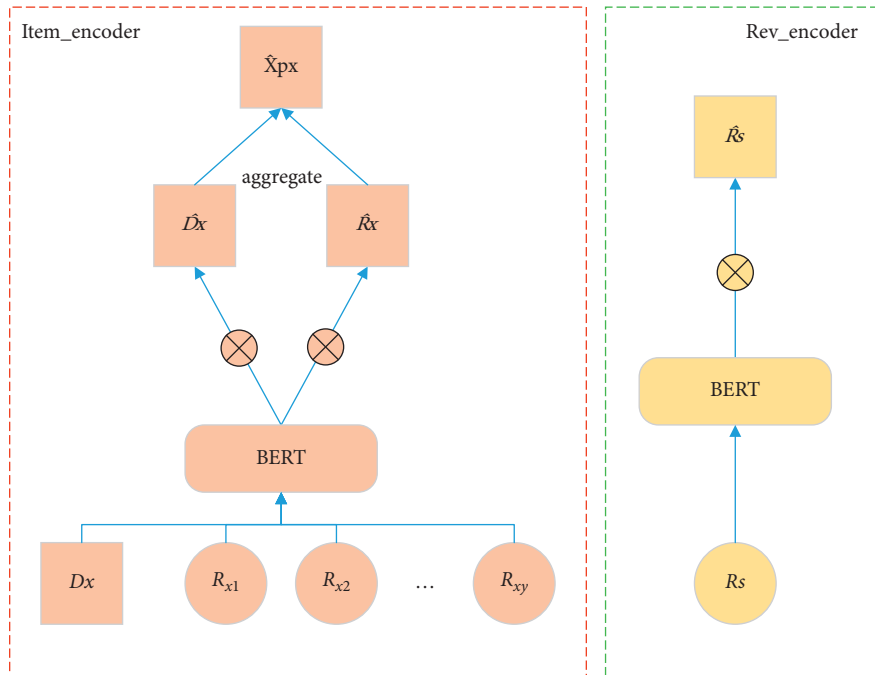 Item_encoder
X̂px
aggregate
D̂x
R̂x
BERT
Dx
Rx1
Rx2
...
Rxy
Rev_encoder
R̂s
BERT
Rs